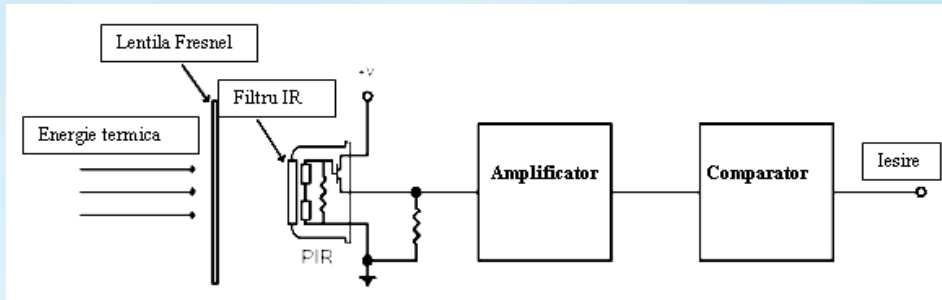 Lentila Fresnel
+V
Filtru IR
Energie termica
Amplificator
Comparator
Iesire
PIR